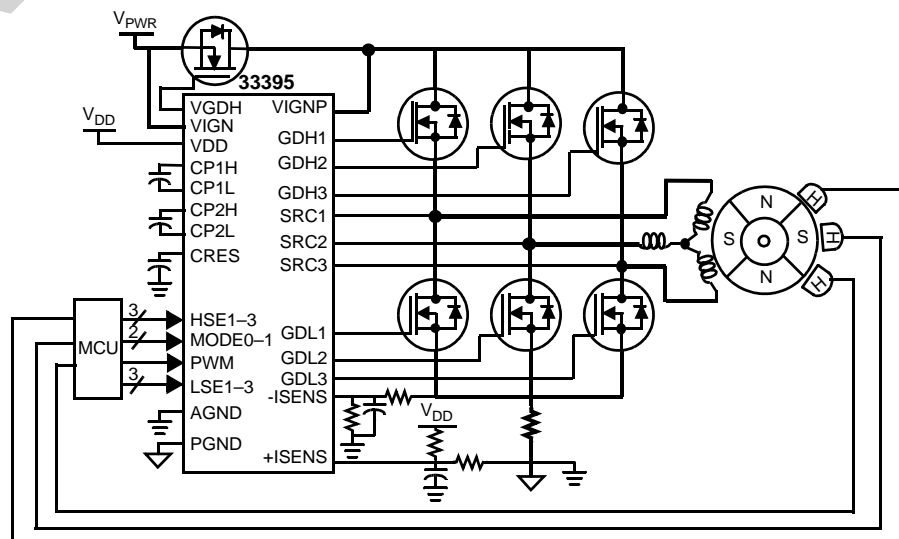 VPWR
33395
VDD
VGDH
VIGN
VDD
CP1H
CP1L
CP2H
CP2L
CRES
HSE1–3
MODE0–1
PWM
LSE1–3
AGND
PGND
VIGNP
GDH1
GDH2
GDH3
SRC1
SRC2
SRC3
GDL1
GDL2
GDL3
-ISENS
+ISENS
MCU
3
2
3
VDD
N
S
S
N
H
H
H